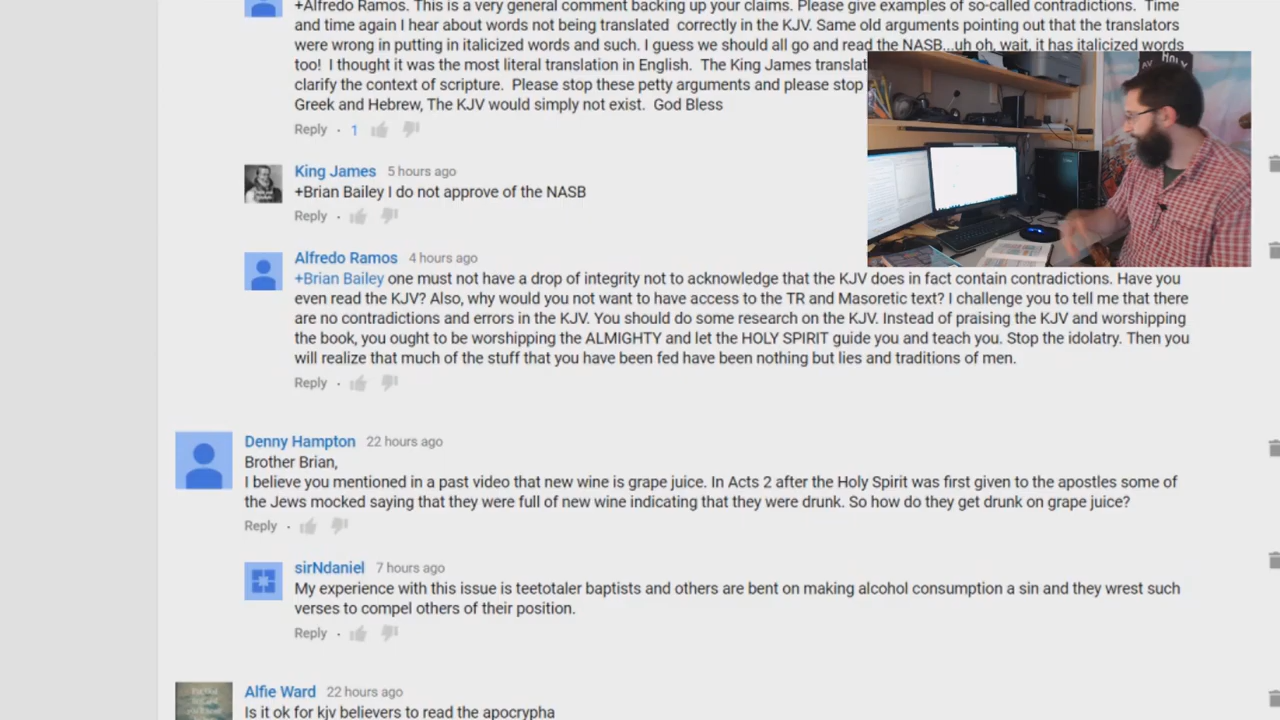 +Alfredo Ramos. This is a very general comment backing up your claims. Please give examples of so-called contradictions. Time
and time again I hear about words not being translated correctly in the KJV. Same old arguments pointing out that the translators
were wrong in putting in italicized words and such. I guess we should all go and read the NASB...uh oh, wait, it has italicized words
too! I thought it was the most literal translation in English. The King James translat
clarify the context of scripture. Please stop these petty arguments and please stop
Greek and Hebrew, The KJV would simply not exist. God Bless
Reply · 1
King James 5 hours ago
+Brian Bailey I do not approve of the NASB
Reply ·
Alfredo Ramos 4 hours ago
+Brian Bailey one must not have a drop of integrity not to acknowledge that the KJV does in fact contain contradictions. Have you
even read the KJV? Also, why would you not want to have access to the TR and Masoretic text? I challenge you to tell me that there
are no contradictions and errors in the KJV. You should do some research on the KJV. Instead of praising the KJV and worshipping
the book, you ought to be worshipping the ALMIGHTY and let the HOLY SPIRIT guide you and teach you. Stop the idolatry. Then you
will realize that much of the stuff that you have been fed have been nothing but lies and traditions of men.
Reply ·
Denny Hampton 22 hours ago
Brother Brian,
I believe you mentioned in a past video that new wine is grape juice. In Acts 2 after the Holy Spirit was first given to the apostles some of
the Jews mocked saying that they were full of new wine indicating that they were drunk. So how do they get drunk on grape juice?
Reply ·
sirNdaniel 7 hours ago
My experience with this issue is teetotaler baptists and others are bent on making alcohol consumption a sin and they wrest such
verses to compel others of their position.
Reply ·
Alfie Ward 22 hours ago
Is it ok for kjv believers to read the apocrypha